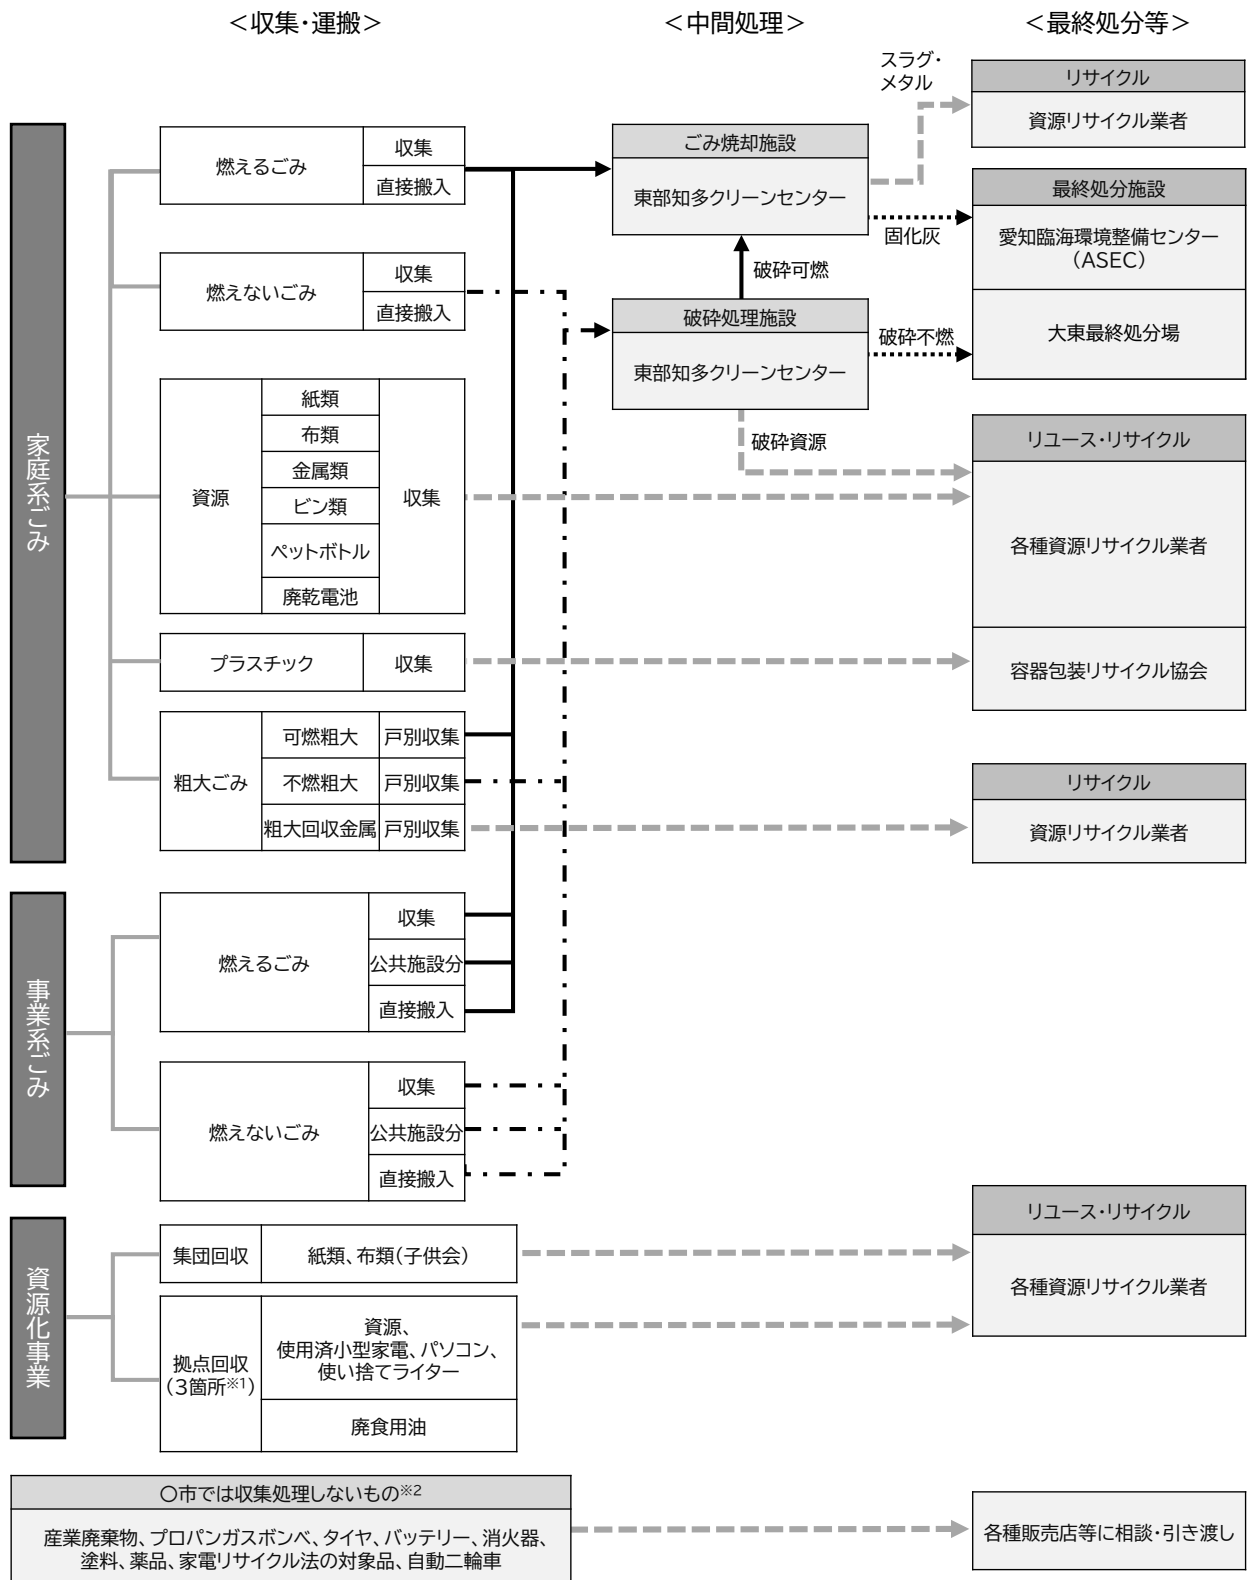 ＜収集・運搬＞
＜中間処理＞
＜最終処分等＞
家庭系ごみ
燃えるごみ
収集
直接搬入
燃えないごみ
収集
直接搬入
資源
紙類
布類
金属類
ビン類
ペットボトル
廃乾電池
収集
プラスチック
収集
粗大ごみ
可燃粗大
戸別収集
不燃粗大
戸別収集
粗大回収金属
戸別収集
事業系ごみ
燃えるごみ
収集
公共施設分
直接搬入
燃えないごみ
収集
公共施設分
直接搬入
資源化事業
集団回収
紙類、布類（子供会）
拠点回収
（3箇所※1）
資源、
使用済小型家電、パソコン、
使い捨てライター
廃食用油
〇市では収集処理しないもの※2
産業廃棄物、プロパンガスボンベ、タイヤ、バッテリー、消火器、
塗料、薬品、家電リサイクル法の対象品、自動二輪車
ごみ焼却施設
東部知多クリーンセンター
破砕可燃
破砕処理施設
東部知多クリーンセンター
破砕資源
スラグ・
メタル
固化灰
破砕不燃
リサイクル
資源リサイクル業者
最終処分施設
愛知臨海環境整備センター
（ASEC）
大東最終処分場
リユース・リサイクル
各種資源リサイクル業者
容器包装リサイクル協会
リサイクル
資源リサイクル業者
リユース・リサイクル
各種資源リサイクル業者
各種販売店等に相談・引き渡し